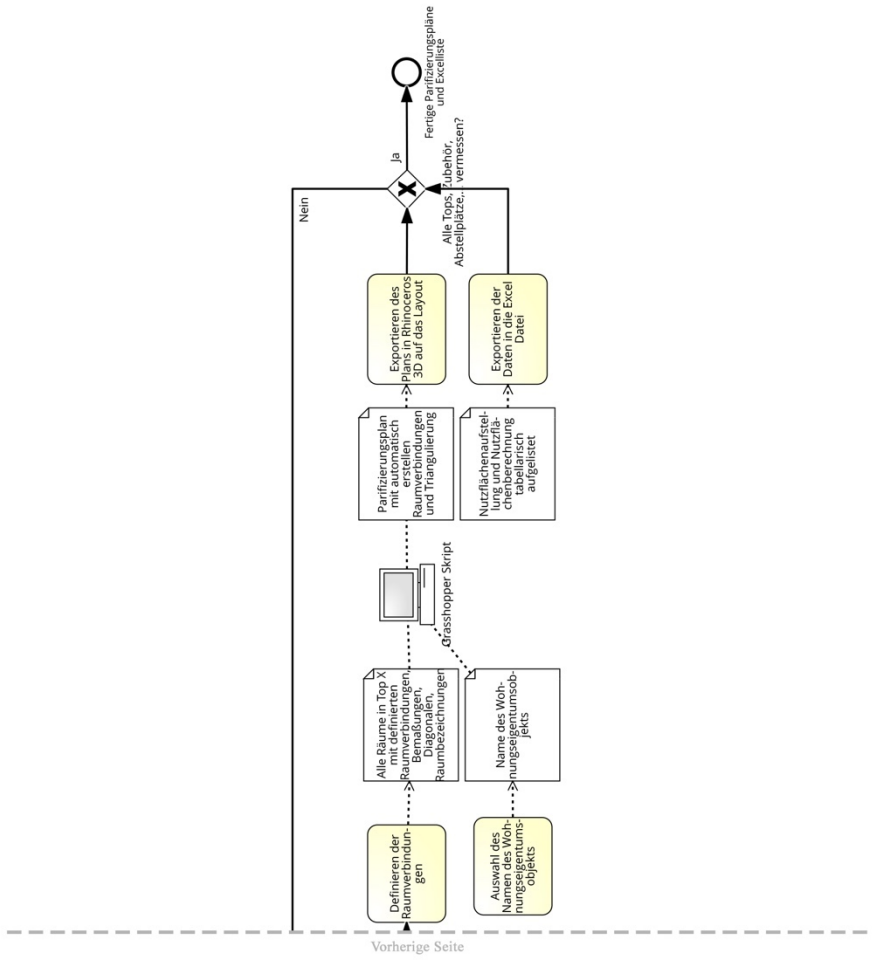 Definieren der
Raumverbindun-
gen
Auswahl des
Namen des Woh-
nungseigentums-
objekts
Alle Räume in Top X
mit definierten
Raumverbindungen,
Bemaßungen,
Diagonalen,
Raumbezeichnungen
Name des Woh-
nungseigentumsob-
jekts
Grasshopper Skript
Parifizierungsplan
mit automatisch
erstellen
Raumverbindungen
und Triangulierung
Nutzflächenaufstel-
lung und Nutzflä-
chenberechnung
tabellarisch
aufgelistet
Exportieren des
Plans in Rhinoceros
3D auf das Layout
Exportieren der
Daten in die Excel
Datei
Nein
Ja
Alle Tops, Zubehör,
Abstellplätze,.. vermessen?
Fertige Parifizierungspläne
und Excelliste
Vorherige Seite